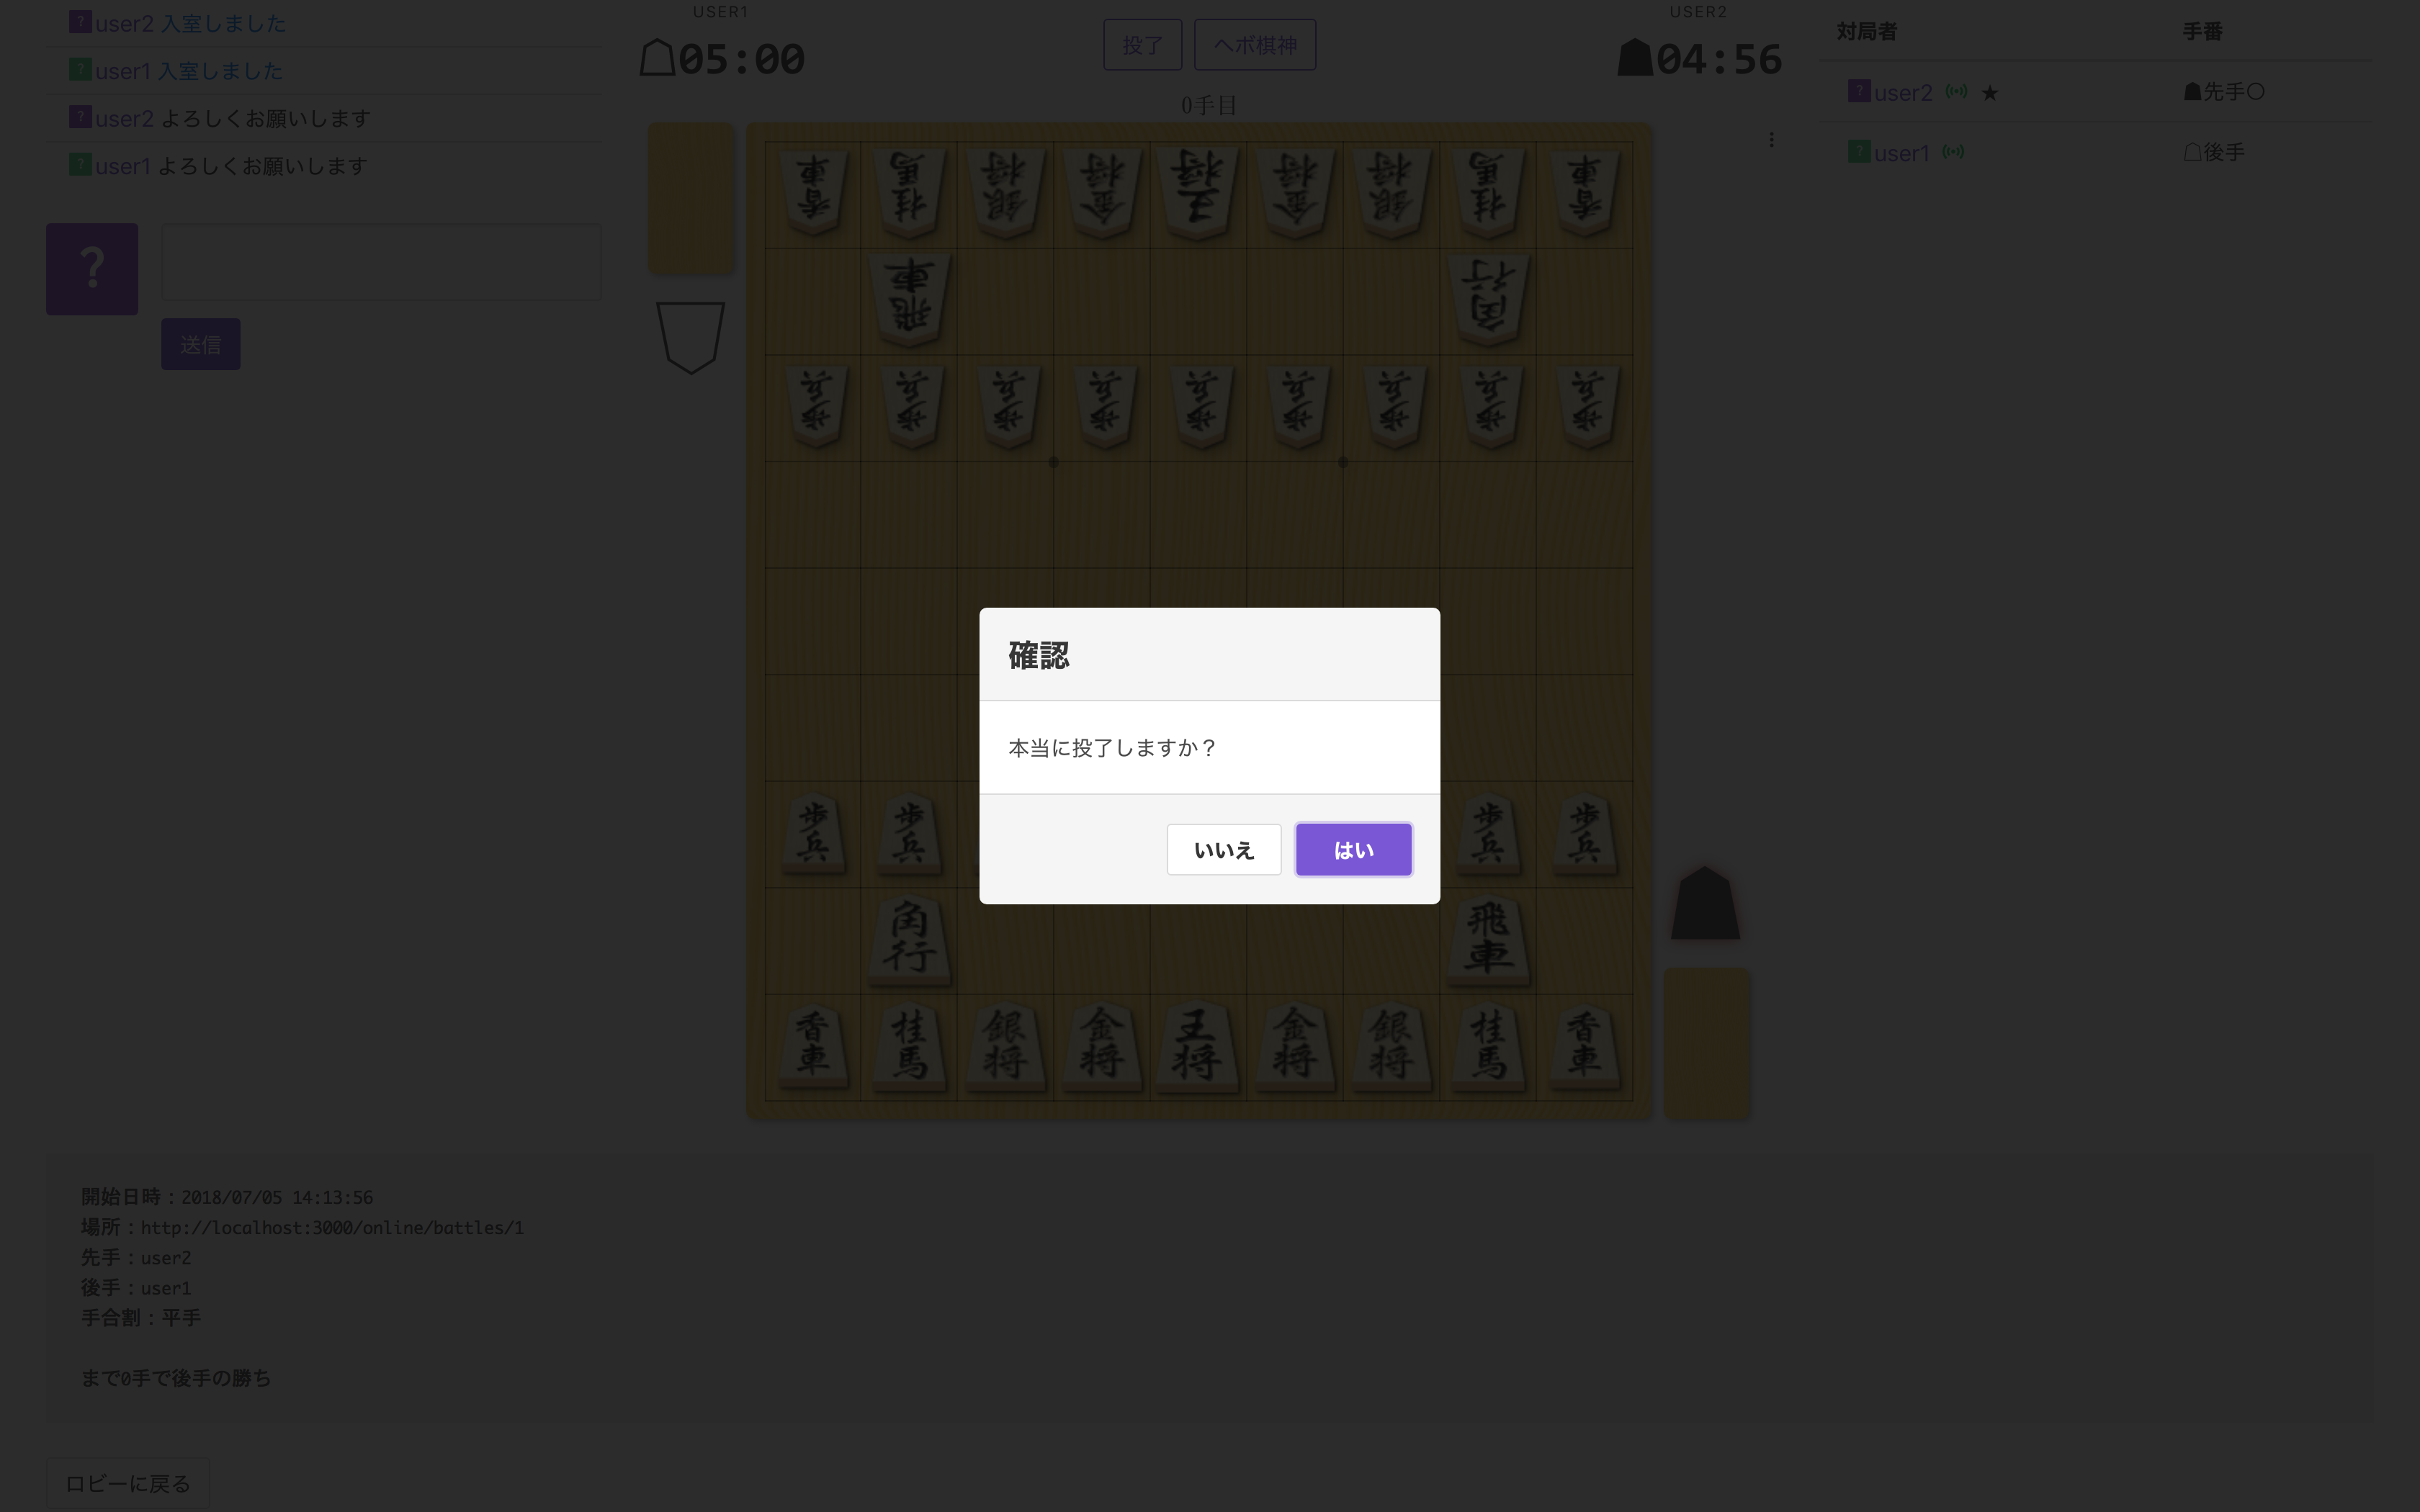 ? user2 入室しました
? user1 入室しました
? user2 よろしくお願いします
? user1 よろしくお願いします
?
送信
USER1
05:00
投了
ヘボ棋神
USER2
04:56
0手目
対局者 手番
? user2 ★ 先手○
? user1 後手
香車 桂馬 銀将 金将 王将 金将 銀将 桂馬 香車
飛車 角行
歩兵 歩兵 歩兵 歩兵 歩兵 歩兵 歩兵 歩兵 歩兵
確認
本当に投了しますか？
いいえ はい
歩兵 歩兵 歩兵 歩兵
角行 飛車
香車 桂馬 銀将 金将 王将 金将 銀将 桂馬 香車
開始日時：2018/07/05 14:13:56
場所：http://localhost:3000/online/battles/1
先手：user2
後手：user1
手合割：平手
まで0手で後手の勝ち
ロビーに戻る